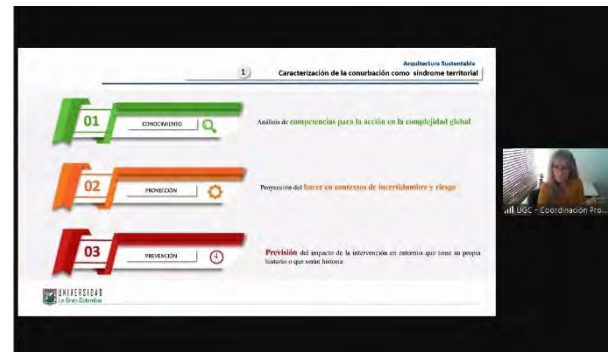 Arquitectura Sustentable
1 Caracterización de la conurbación como síndrome territorial
01 CONOCIMIENTO
Análisis de competencias para la acción en la complejidad global
02 PROYECCIÓN
Proyección del hacer en contextos de incertidumbre y riesgo
03 PREVENCIÓN
Previsión del impacto de la intervención en entornos que tiene su propia
historia o que serán historia
UGC - Coordinación Pro...
UNIVERSIDAD
La Gran Colombia